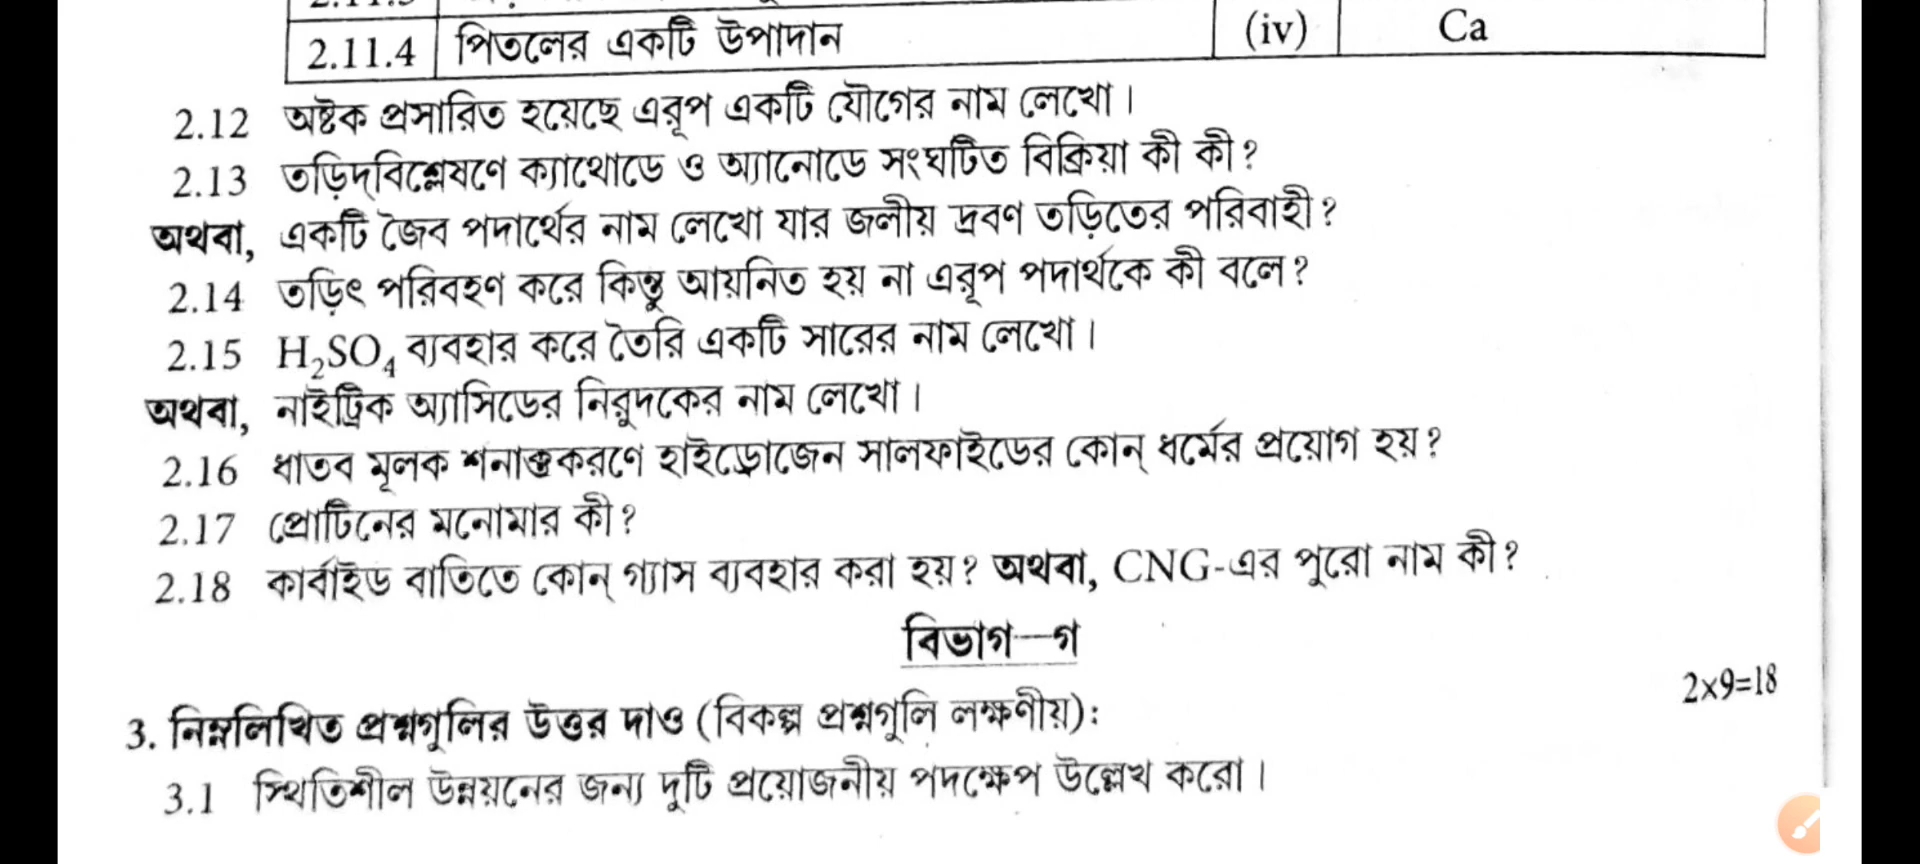 2.11.4 পিতলের একটি উপাদান (iv) Ca
2.12 অষ্টক প্রসারিত হয়েছে এরূপ একটি যৌগের নাম লেখো।
2.13 তড়িদ্‌বিশ্লেষণে ক্যাথোডে ও অ্যানোডে সংঘটিত বিক্রিয়া কী কী?
অথবা, একটি জৈব পদার্থের নাম লেখো যার জলীয় দ্রবণ তড়িতের পরিবাহী?
2.14 তড়িৎ পরিবহণ করে কিন্তু আয়নিত হয় না এরূপ পদার্থকে কী বলে?
2.15 H₂SO₄ ব্যবহার করে তৈরি একটি সারের নাম লেখো।
অথবা, নাইট্রিক অ্যাসিডের নিরুদকের নাম লেখো।
2.16 ধাতব মূলক শনাক্তকরণে হাইড্রোজেন সালফাইডের কোন্ ধর্মের প্রয়োগ হয়?
2.17 প্রোটিনের মনোমার কী?
2.18 কার্বাইড বাতিতে কোন্ গ্যাস ব্যবহার করা হয়? অথবা, CNG-এর পুরো নাম কী?
বিভাগ—গ
3. নিম্নলিখিত প্রশ্নগুলির উত্তর দাও (বিকল্প প্রশ্নগুলি লক্ষণীয়): 2×9=18
3.1 স্থিতিশীল উন্নয়নের জন্য দুটি প্রয়োজনীয় পদক্ষেপ উল্লেখ করো।